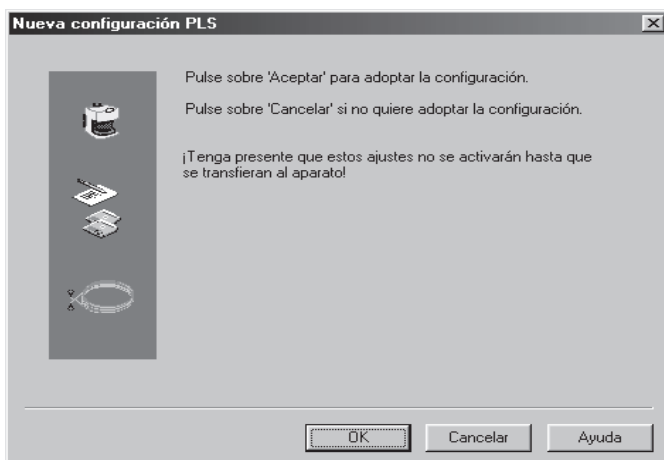 Nueva configuración PLS
Pulse sobre 'Aceptar' para adoptar la configuración.
Pulse sobre 'Cancelar' si no quiere adoptar la configuración.
¡Tenga presente que estos ajustes no se activarán hasta que
se transfieran al aparato!
OK Cancelar Ayuda